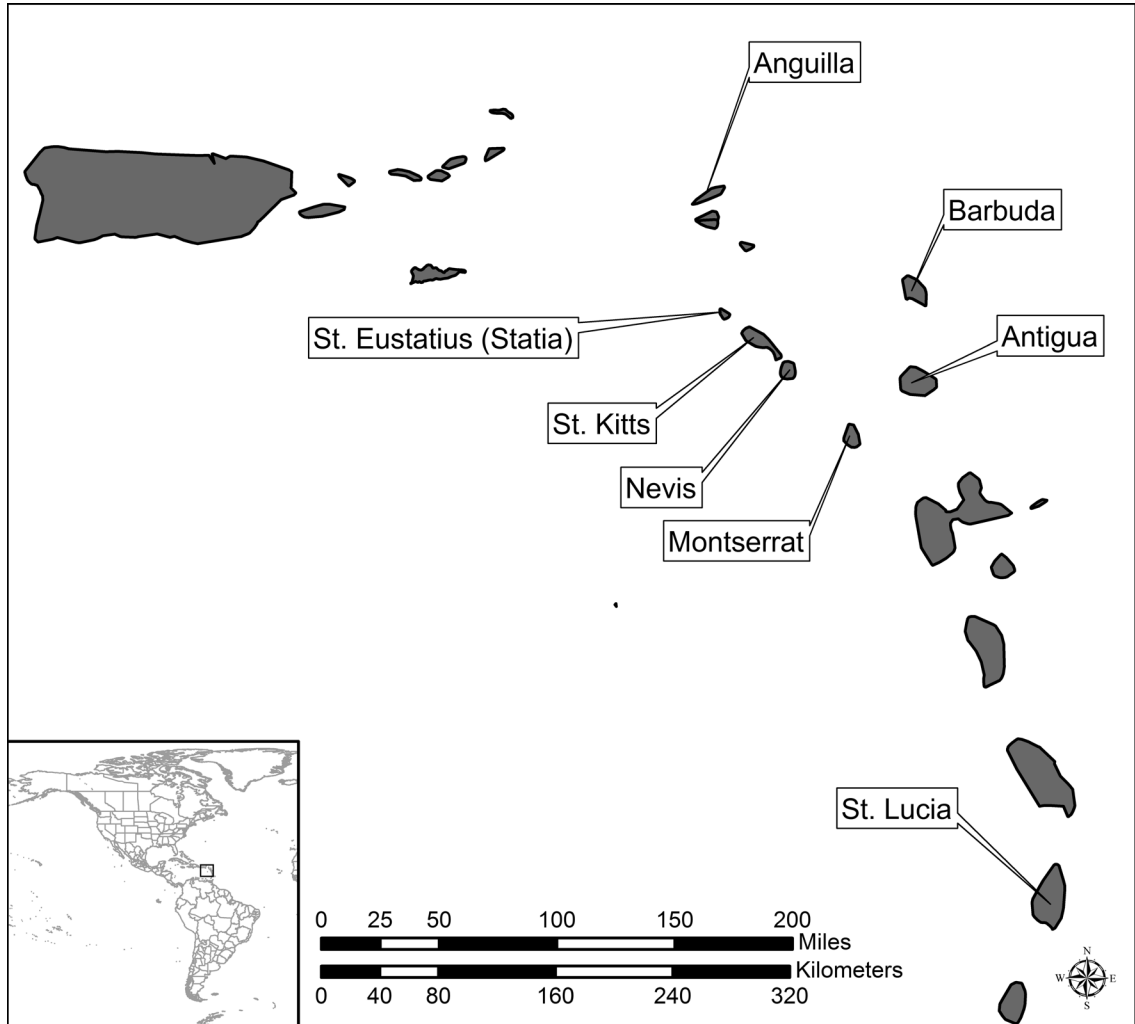 Anguilla
Barbuda
St. Eustatius (Statia)
Antigua
St. Kitts
Nevis
Montserrat
St. Lucia
0 25 50 100 150 200
Miles
Kilometers
0 40 80 160 240 320
N
W E
S